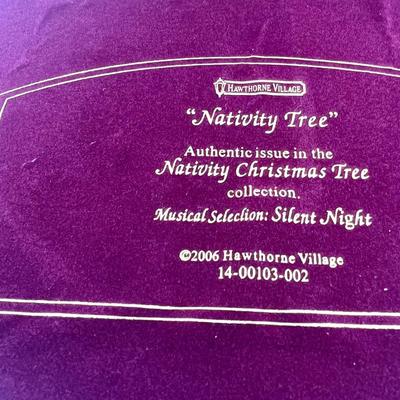 HAWTHORNE VILLAGE
"Nativity Tree"
Authentic issue in the
Nativity Christmas Tree
collection.
Musical Selection: Silent Night
©2006 Hawthorne Village
14-00103-002